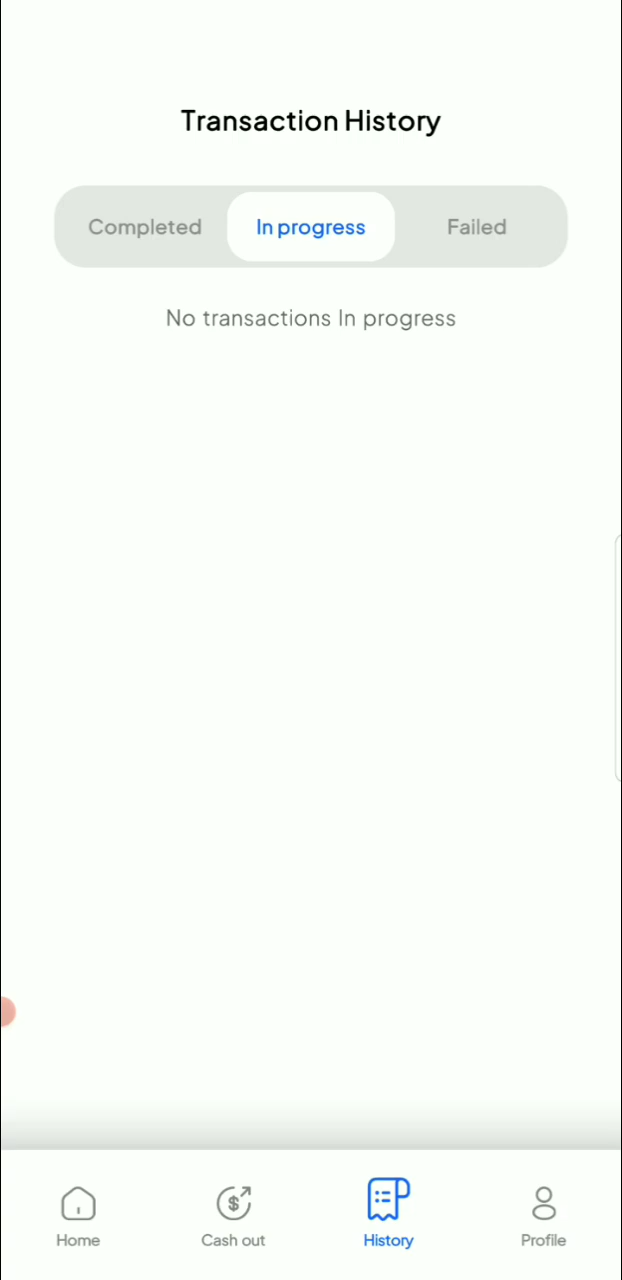 Transaction History
Completed In progress Failed
No transactions In progress
Home Cash out History Profile